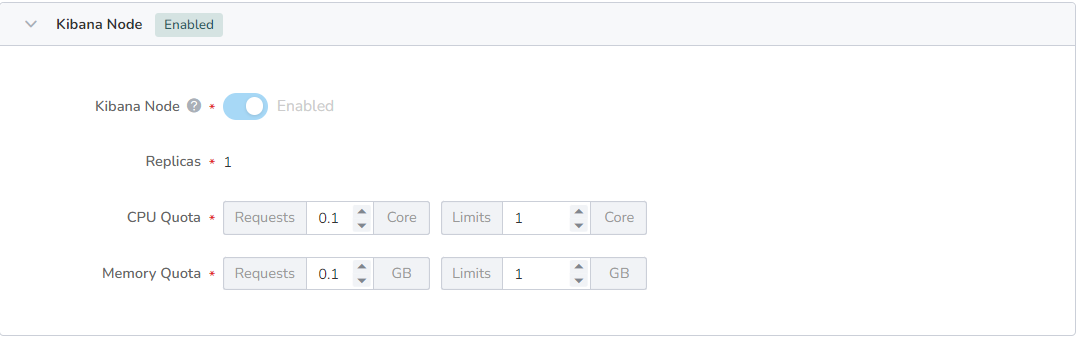 Kibana Node Enabled
Kibana Node ? * Enabled
Replicas * 1
CPU Quota * Requests 0.1 Core Limits 1 Core
Memory Quota * Requests 0.1 GB Limits 1 GB